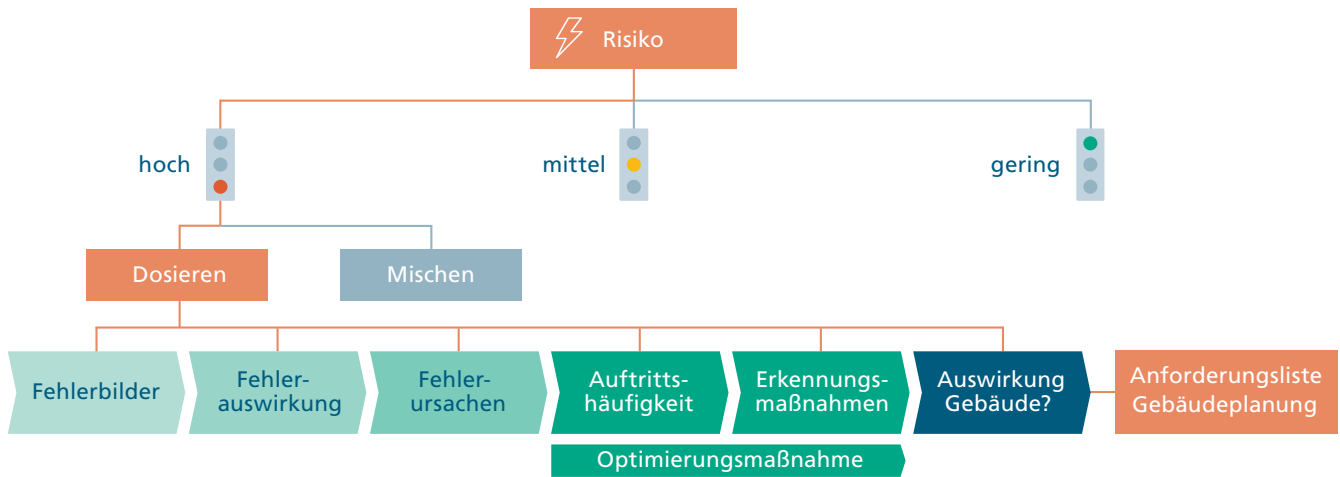 Risiko
hoch
mittel
gering
Dosieren
Mischen
Fehlerbilder
Fehler-
auswirkung
Fehler-
ursachen
Auftritts-
häufigkeit
Erkennungs-
maßnahmen
Auswirkung
Gebäude?
Anforderungsliste
Gebäudeplanung
Optimierungsmaßnahme